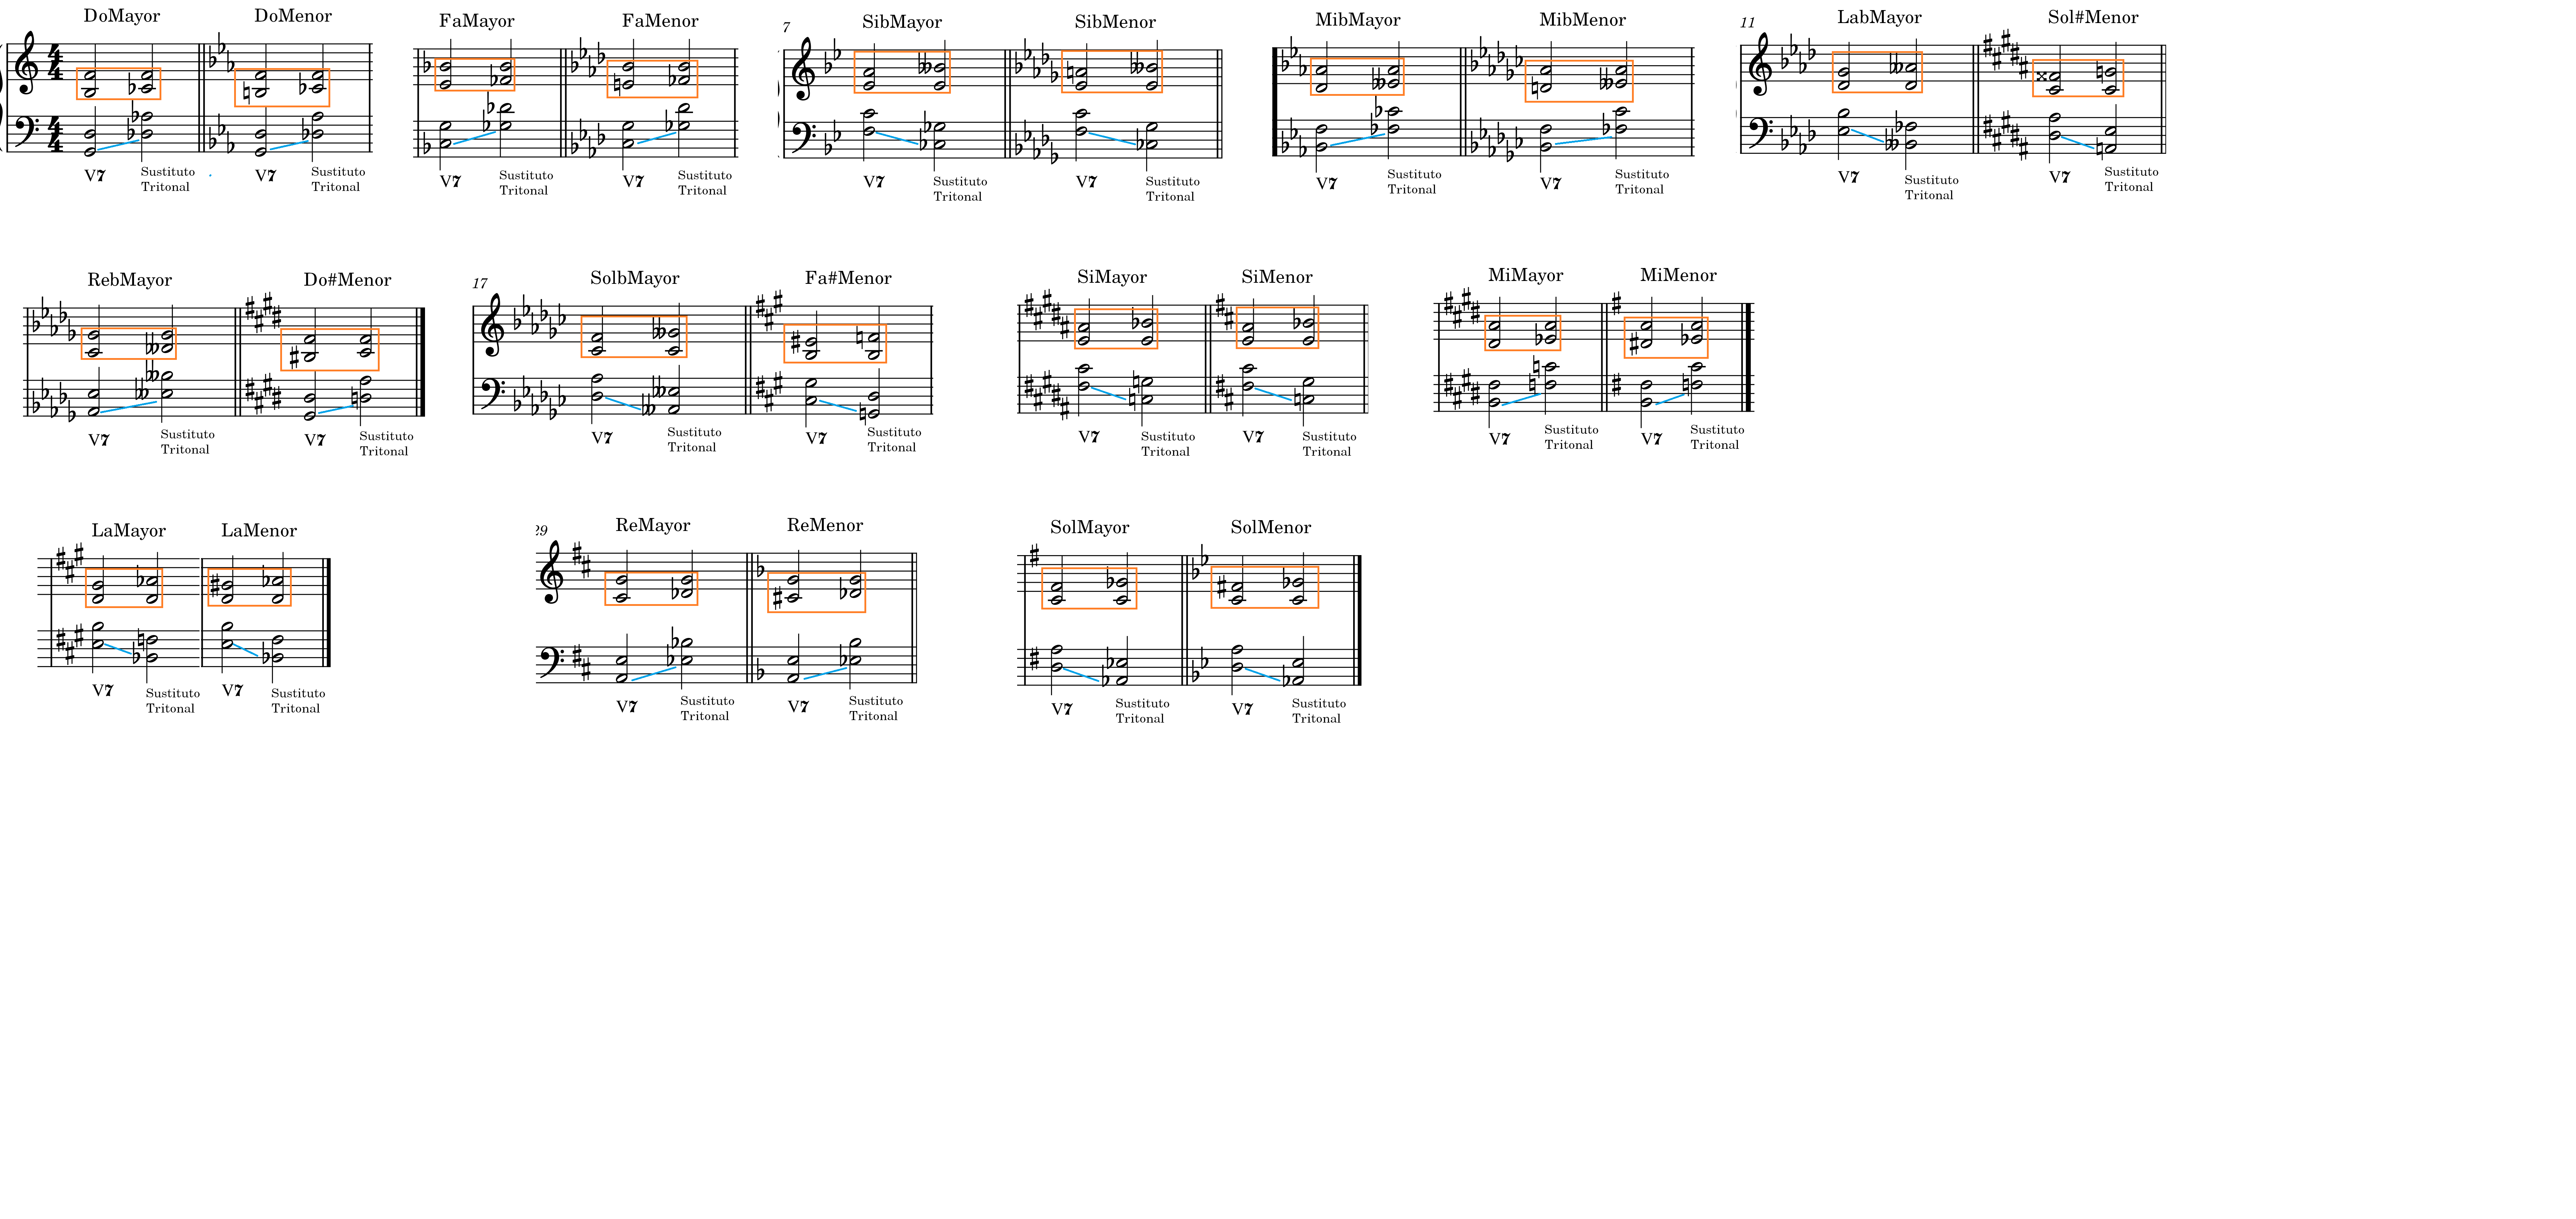 DoMayor DoMenor FaMayor FaMenor 7 SibMayor SibMenor MibMayor MibMenor 11 LabMayor Sol#Menor
4 4
4 4
V7 Sustituto Tritonal V7 Sustituto Tritonal V7 Sustituto Tritonal V7 Sustituto Tritonal V7 Sustituto Tritonal V7 Sustituto Tritonal V7 Sustituto Tritonal V7 Sustituto Tritonal V7 Sustituto Tritonal V7 Sustituto Tritonal
RebMayor Do#Menor 17 SolbMayor Fa#Menor SiMayor SiMenor MiMayor MiMenor
V7 Sustituto Tritonal V7 Sustituto Tritonal V7 Sustituto Tritonal V7 Sustituto Tritonal V7 Sustituto Tritonal V7 Sustituto Tritonal V7 Sustituto Tritonal V7 Sustituto Tritonal
LaMayor LaMenor 29 ReMayor ReMenor SolMayor SolMenor
V7 Sustituto Tritonal V7 Sustituto Tritonal V7 Sustituto Tritonal V7 Sustituto Tritonal V7 Sustituto Tritonal V7 Sustituto Tritonal